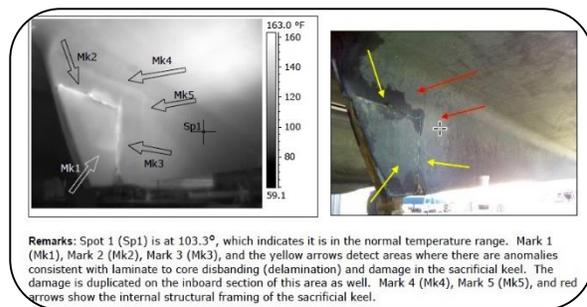 163.0 °F
160
140
120
100
80
59.1
Mk2
Mk4
Mk5
Sp1
Mk3
Mk1
Remarks: Spot 1 (Sp1) is at 103.3°, which indicates it is in the normal temperature range. Mark 1
(Mk1), Mark 2 (Mk2), Mark 3 (Mk3), and the yellow arrows detect areas where there are anomalies
consistent with laminate to core disbanding (delamination) and damage in the sacrificial keel. The
damage is duplicated on the inboard section of this area as well. Mark 4 (Mk4), Mark 5 (Mk5), and red
arrows show the internal structural framing of the sacrificial keel.